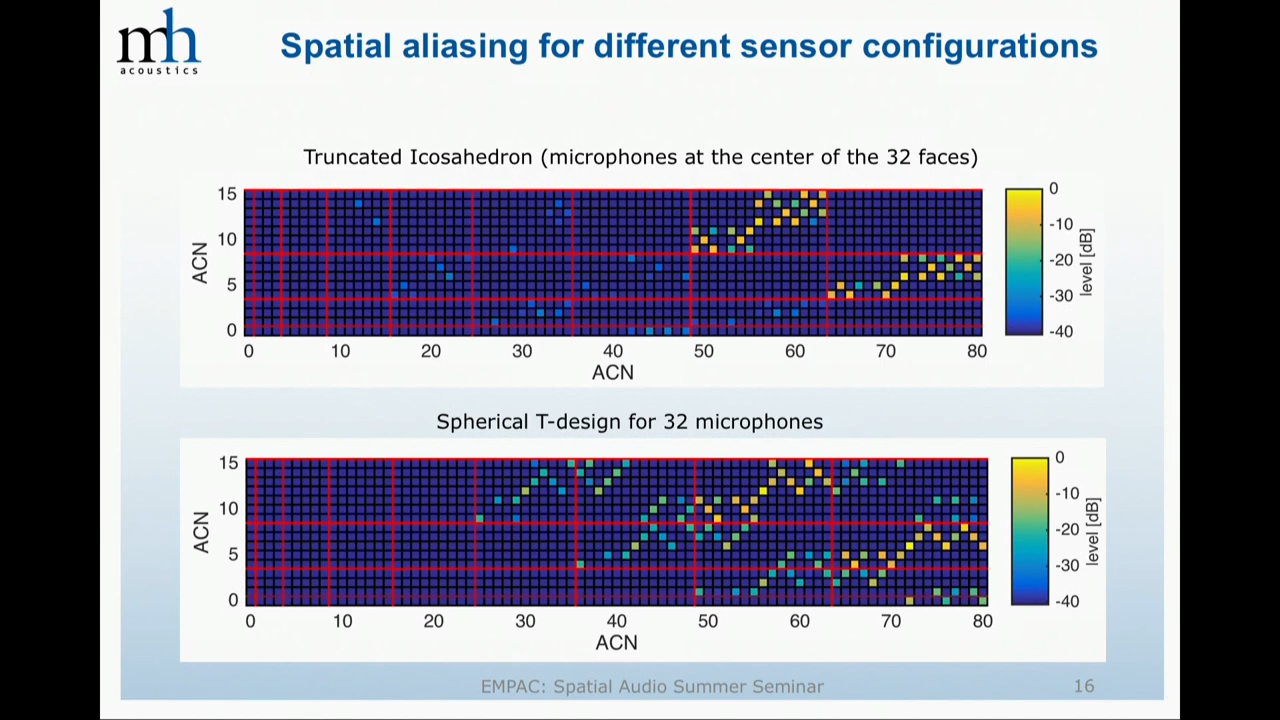 mh
acoustics
Spatial aliasing for different sensor configurations
Truncated Icosahedron (microphones at the center of the 32 faces)
15
10
5
0
ACN
0 10 20 30 40 50 60 70 80
ACN
0
-10
-20
-30
-40
level [dB]
Spherical T-design for 32 microphones
15
10
5
0
ACN
0 10 20 30 40 50 60 70 80
ACN
0
-10
-20
-30
-40
level [dB]
EMPAC: Spatial Audio Summer Seminar
16